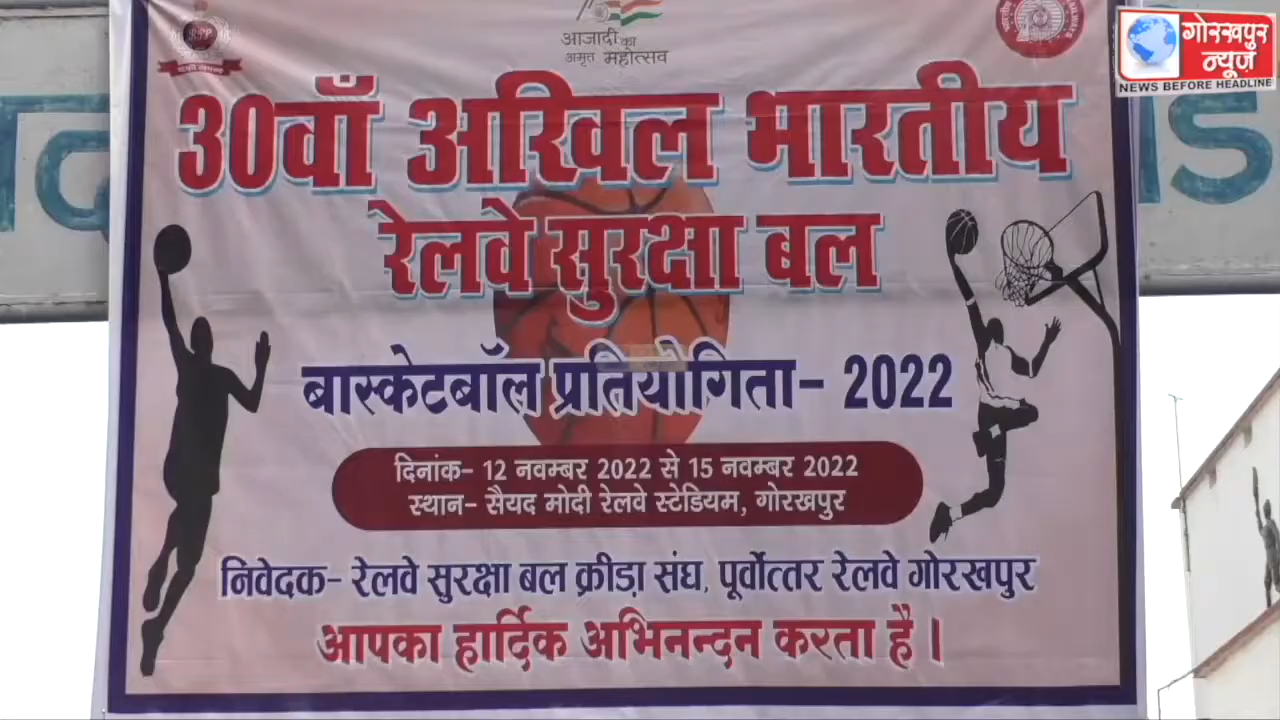 आजादी का
अमृत महोत्सव
गोरखपुर
न्यूज
NEWS BEFORE HEADLINE
30वाँ अखिल भारतीय
रेलवे सुरक्षा बल
बास्केटबॉल प्रतियोगिता- 2022
दिनांक- 12 नवम्बर 2022 से 15 नवम्बर 2022
स्थान- सैयद मोदी रेलवे स्टेडियम, गोरखपुर
निवेदक- रेलवे सुरक्षा बल क्रीडा़ संघ, पूर्वोत्तर रेलवे गोरखपुर
आपका हार्दिक अभिनन्दन करता है।